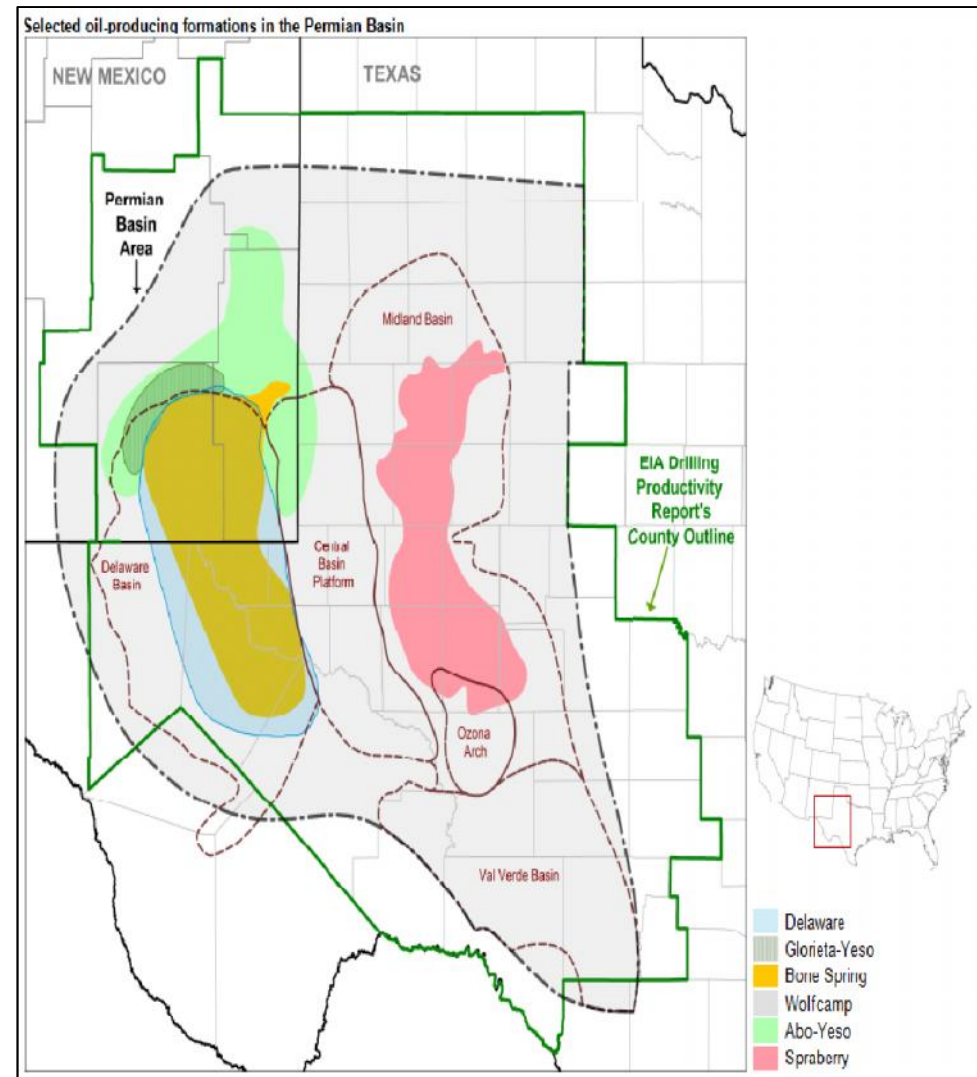 Selected oil-producing formations in the Permian Basin
NEW MEXICO
TEXAS
Permian
Basin
Area
Midland Basin
EIA Drilling
Productivity
Report's
County Outline
Delaware
Basin
Central
Basin
Platform
Ozona
Arch
Val Verde Basin
Delaware
Glorieta-Yeso
Bone Spring
Wolfcamp
Abo-Yeso
Spraberry